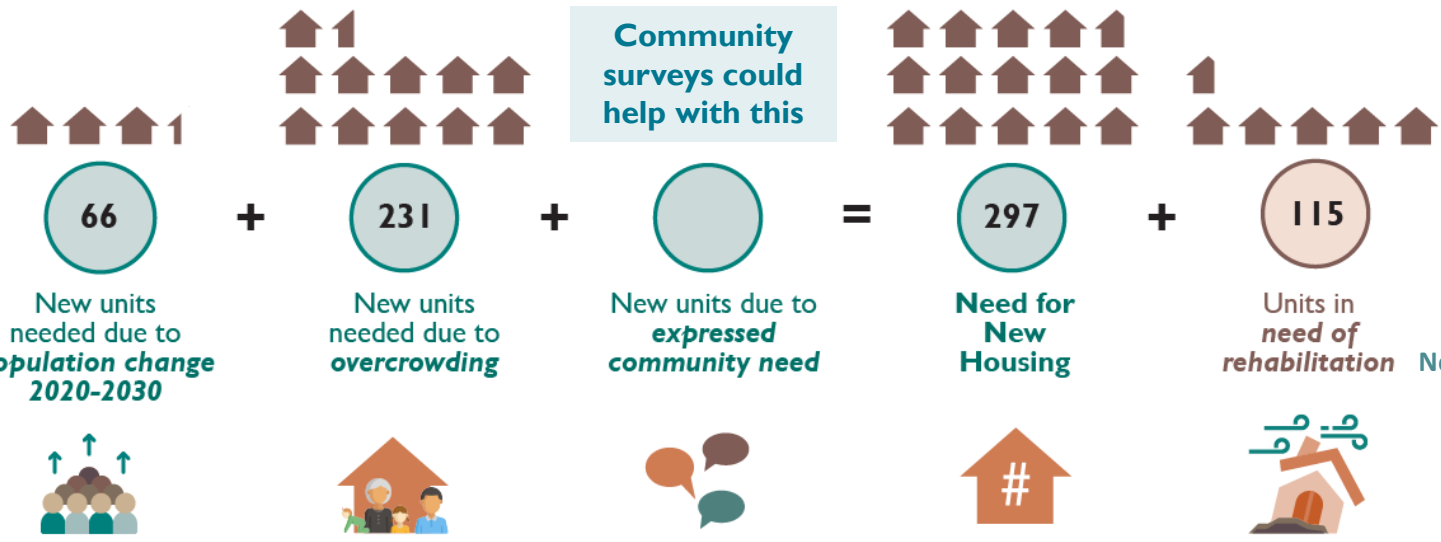 Community
surveys could
help with this
66
+
231
+
=
297
+
115
New units
needed due to
opulation change
2020-2030
New units
needed due to
overcrowding
New units due to
expressed
community need
Need for
New
Housing
Units in
need of
rehabilitation
#